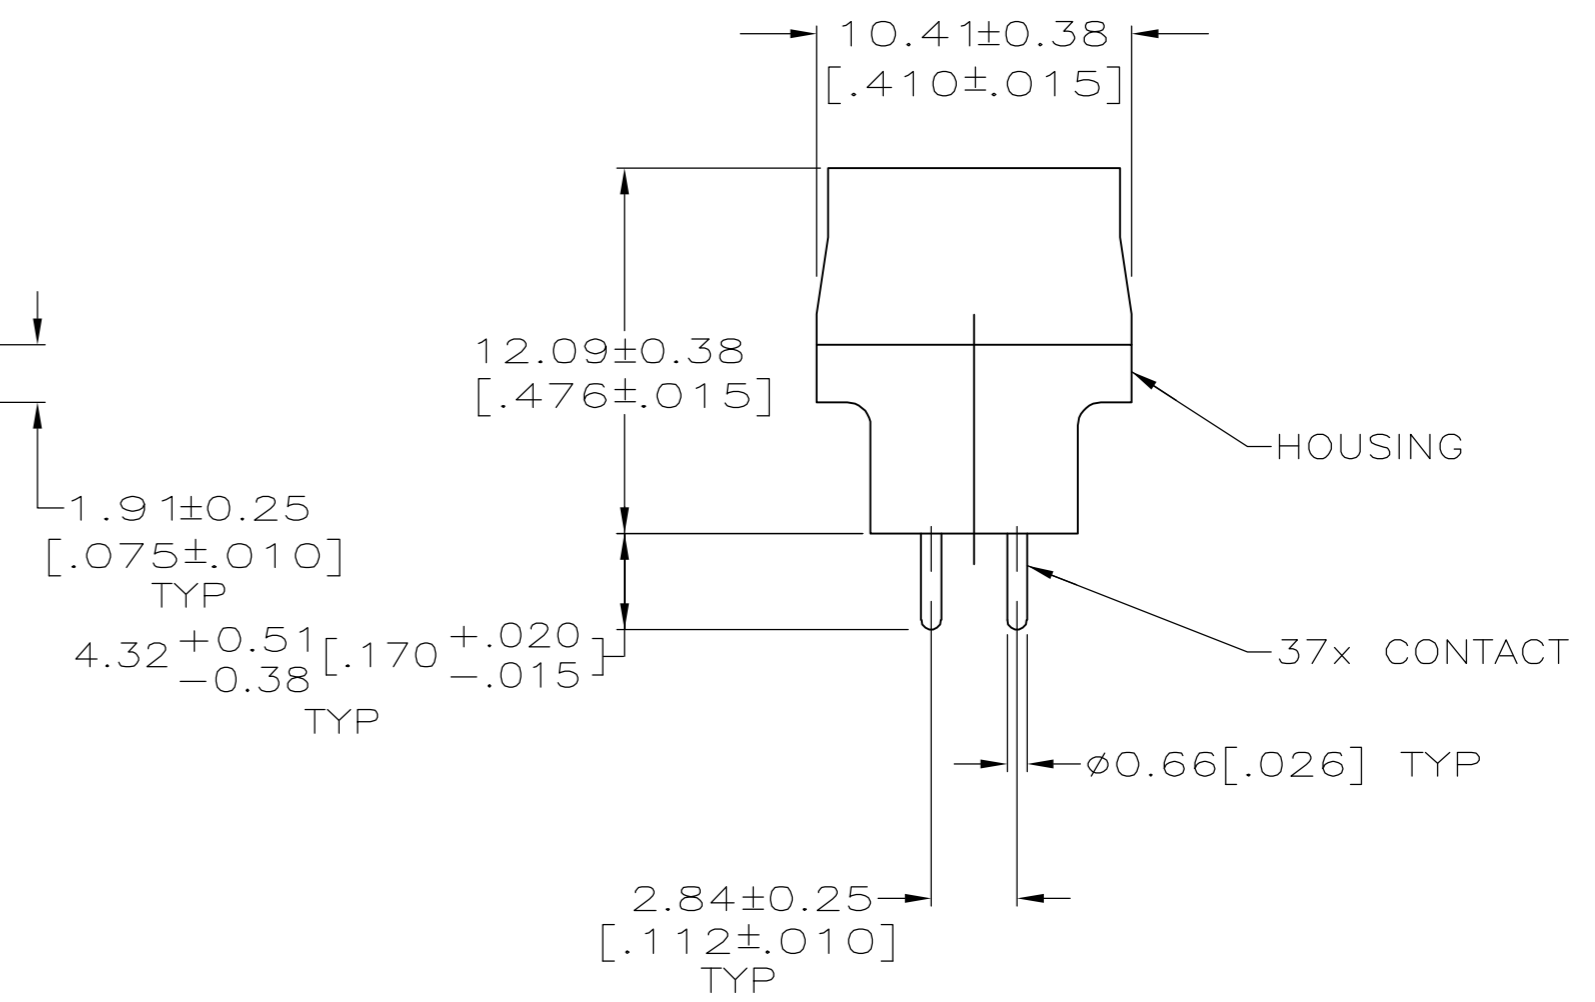 10.41±0.38
[.410±.015]
12.09±0.38
[.476±.015]
HOUSING
1.91±0.25
[.075±.010]
TYP
4.32 +0.51 -0.38 [.170 +.020 -.015]
TYP
37x CONTACT
ø0.66[.026] TYP
2.84±0.25
[.112±.010]
TYP